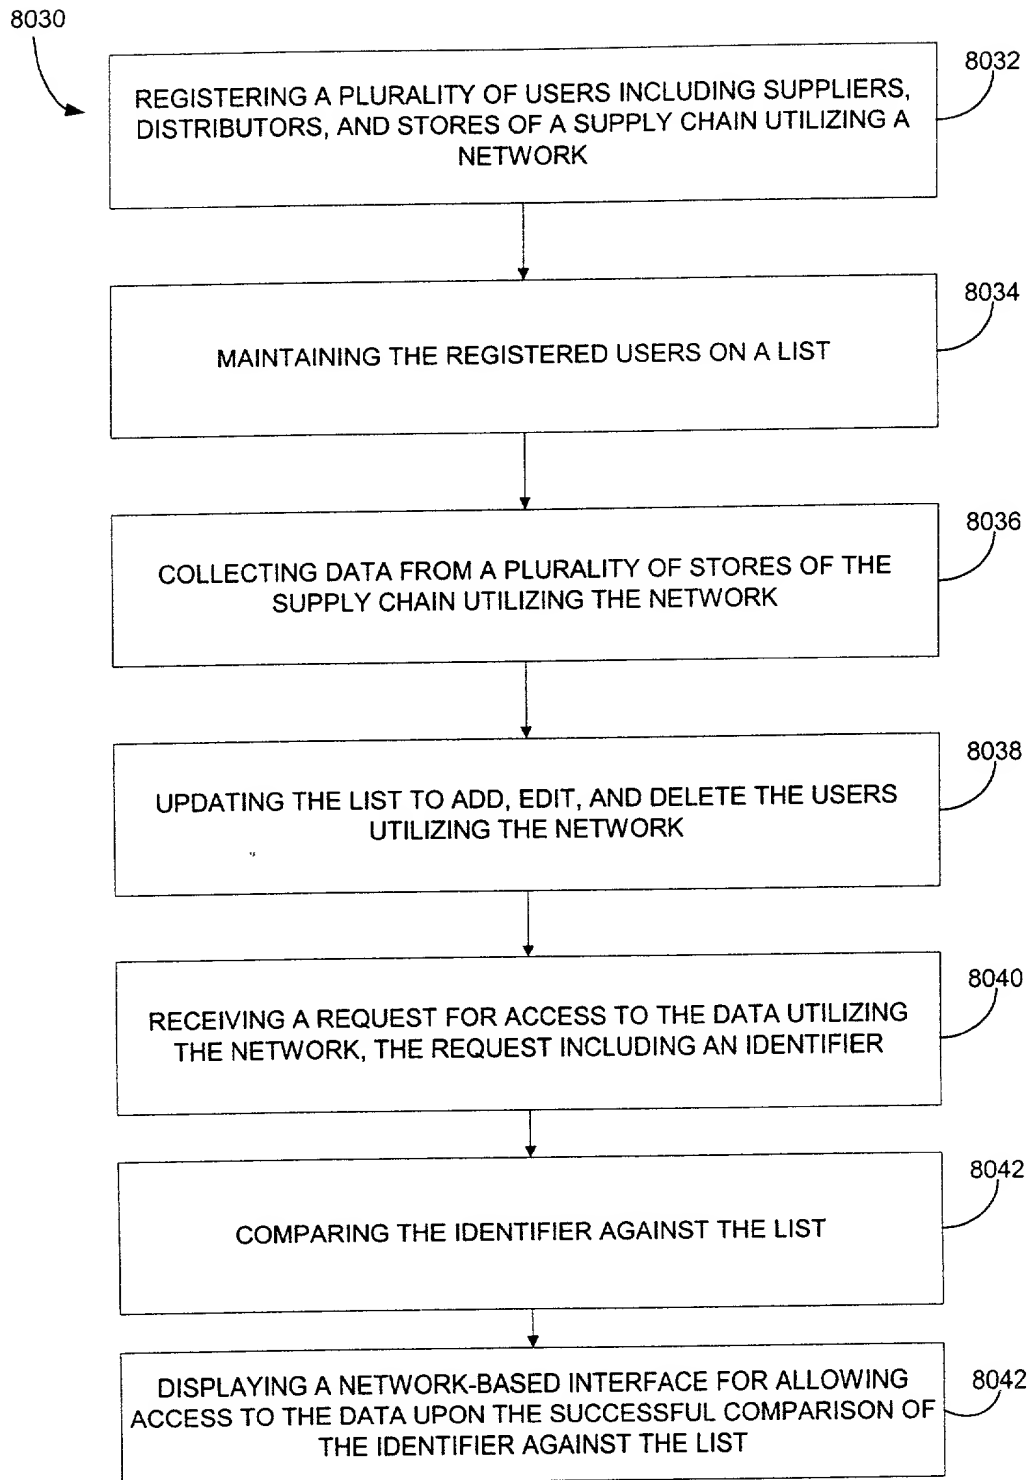 8030
8032
REGISTERING A PLURALITY OF USERS INCLUDING SUPPLIERS,
DISTRIBUTORS, AND STORES OF A SUPPLY CHAIN UTILIZING A
NETWORK
8034
MAINTAINING THE REGISTERED USERS ON A LIST
8036
COLLECTING DATA FROM A PLURALITY OF STORES OF THE
SUPPLY CHAIN UTILIZING THE NETWORK
8038
UPDATING THE LIST TO ADD, EDIT, AND DELETE THE USERS
UTILIZING THE NETWORK
8040
RECEIVING A REQUEST FOR ACCESS TO THE DATA UTILIZING
THE NETWORK, THE REQUEST INCLUDING AN IDENTIFIER
8042
COMPARING THE IDENTIFIER AGAINST THE LIST
8042
DISPLAYING A NETWORK-BASED INTERFACE FOR ALLOWING
ACCESS TO THE DATA UPON THE SUCCESSFUL COMPARISON OF
THE IDENTIFIER AGAINST THE LIST